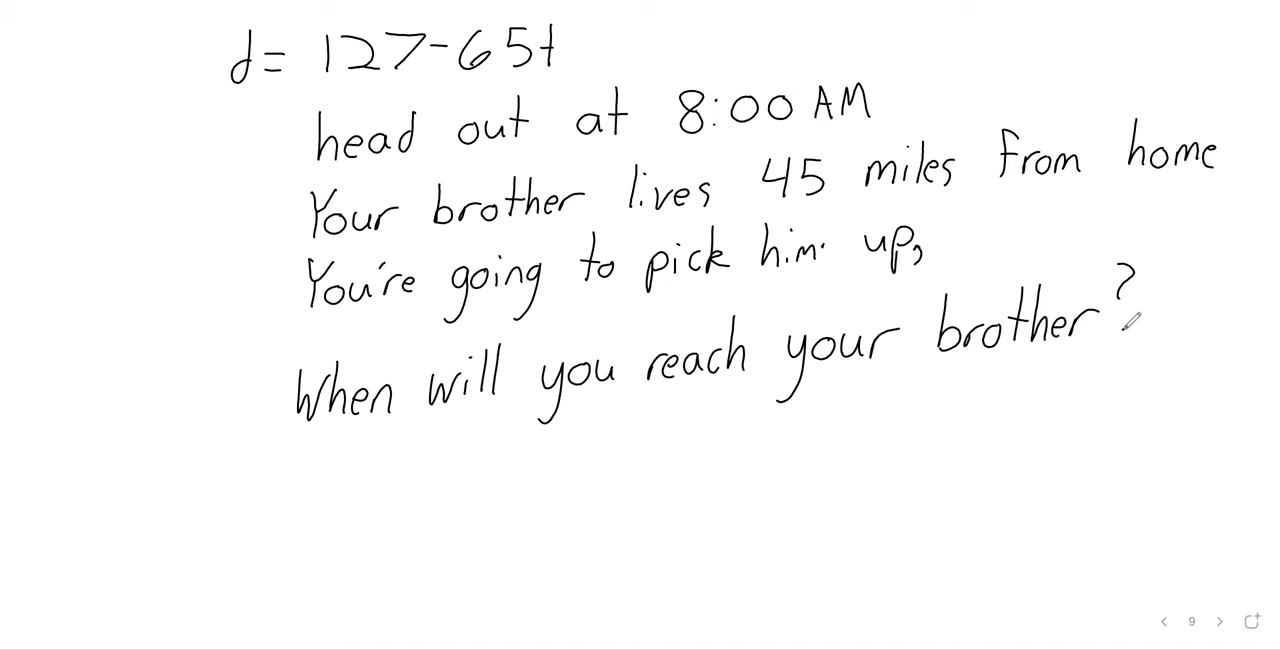 d= 127-65t
head out at 8:00 AM
Your brother lives 45 miles from home
You're going to pick him up,
When will you reach your brother?
9